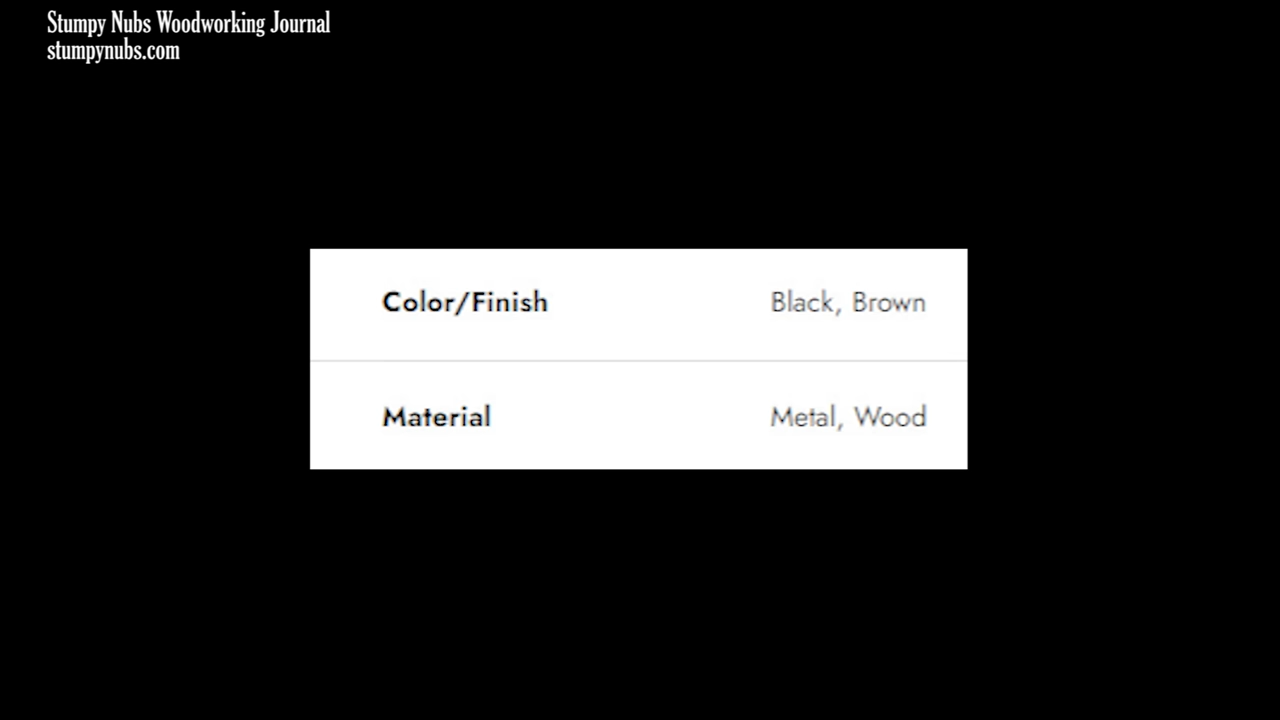 Stumpy Nubs Woodworking Journal
stumpynubs.com
Color/Finish Black, Brown
Material Metal, Wood